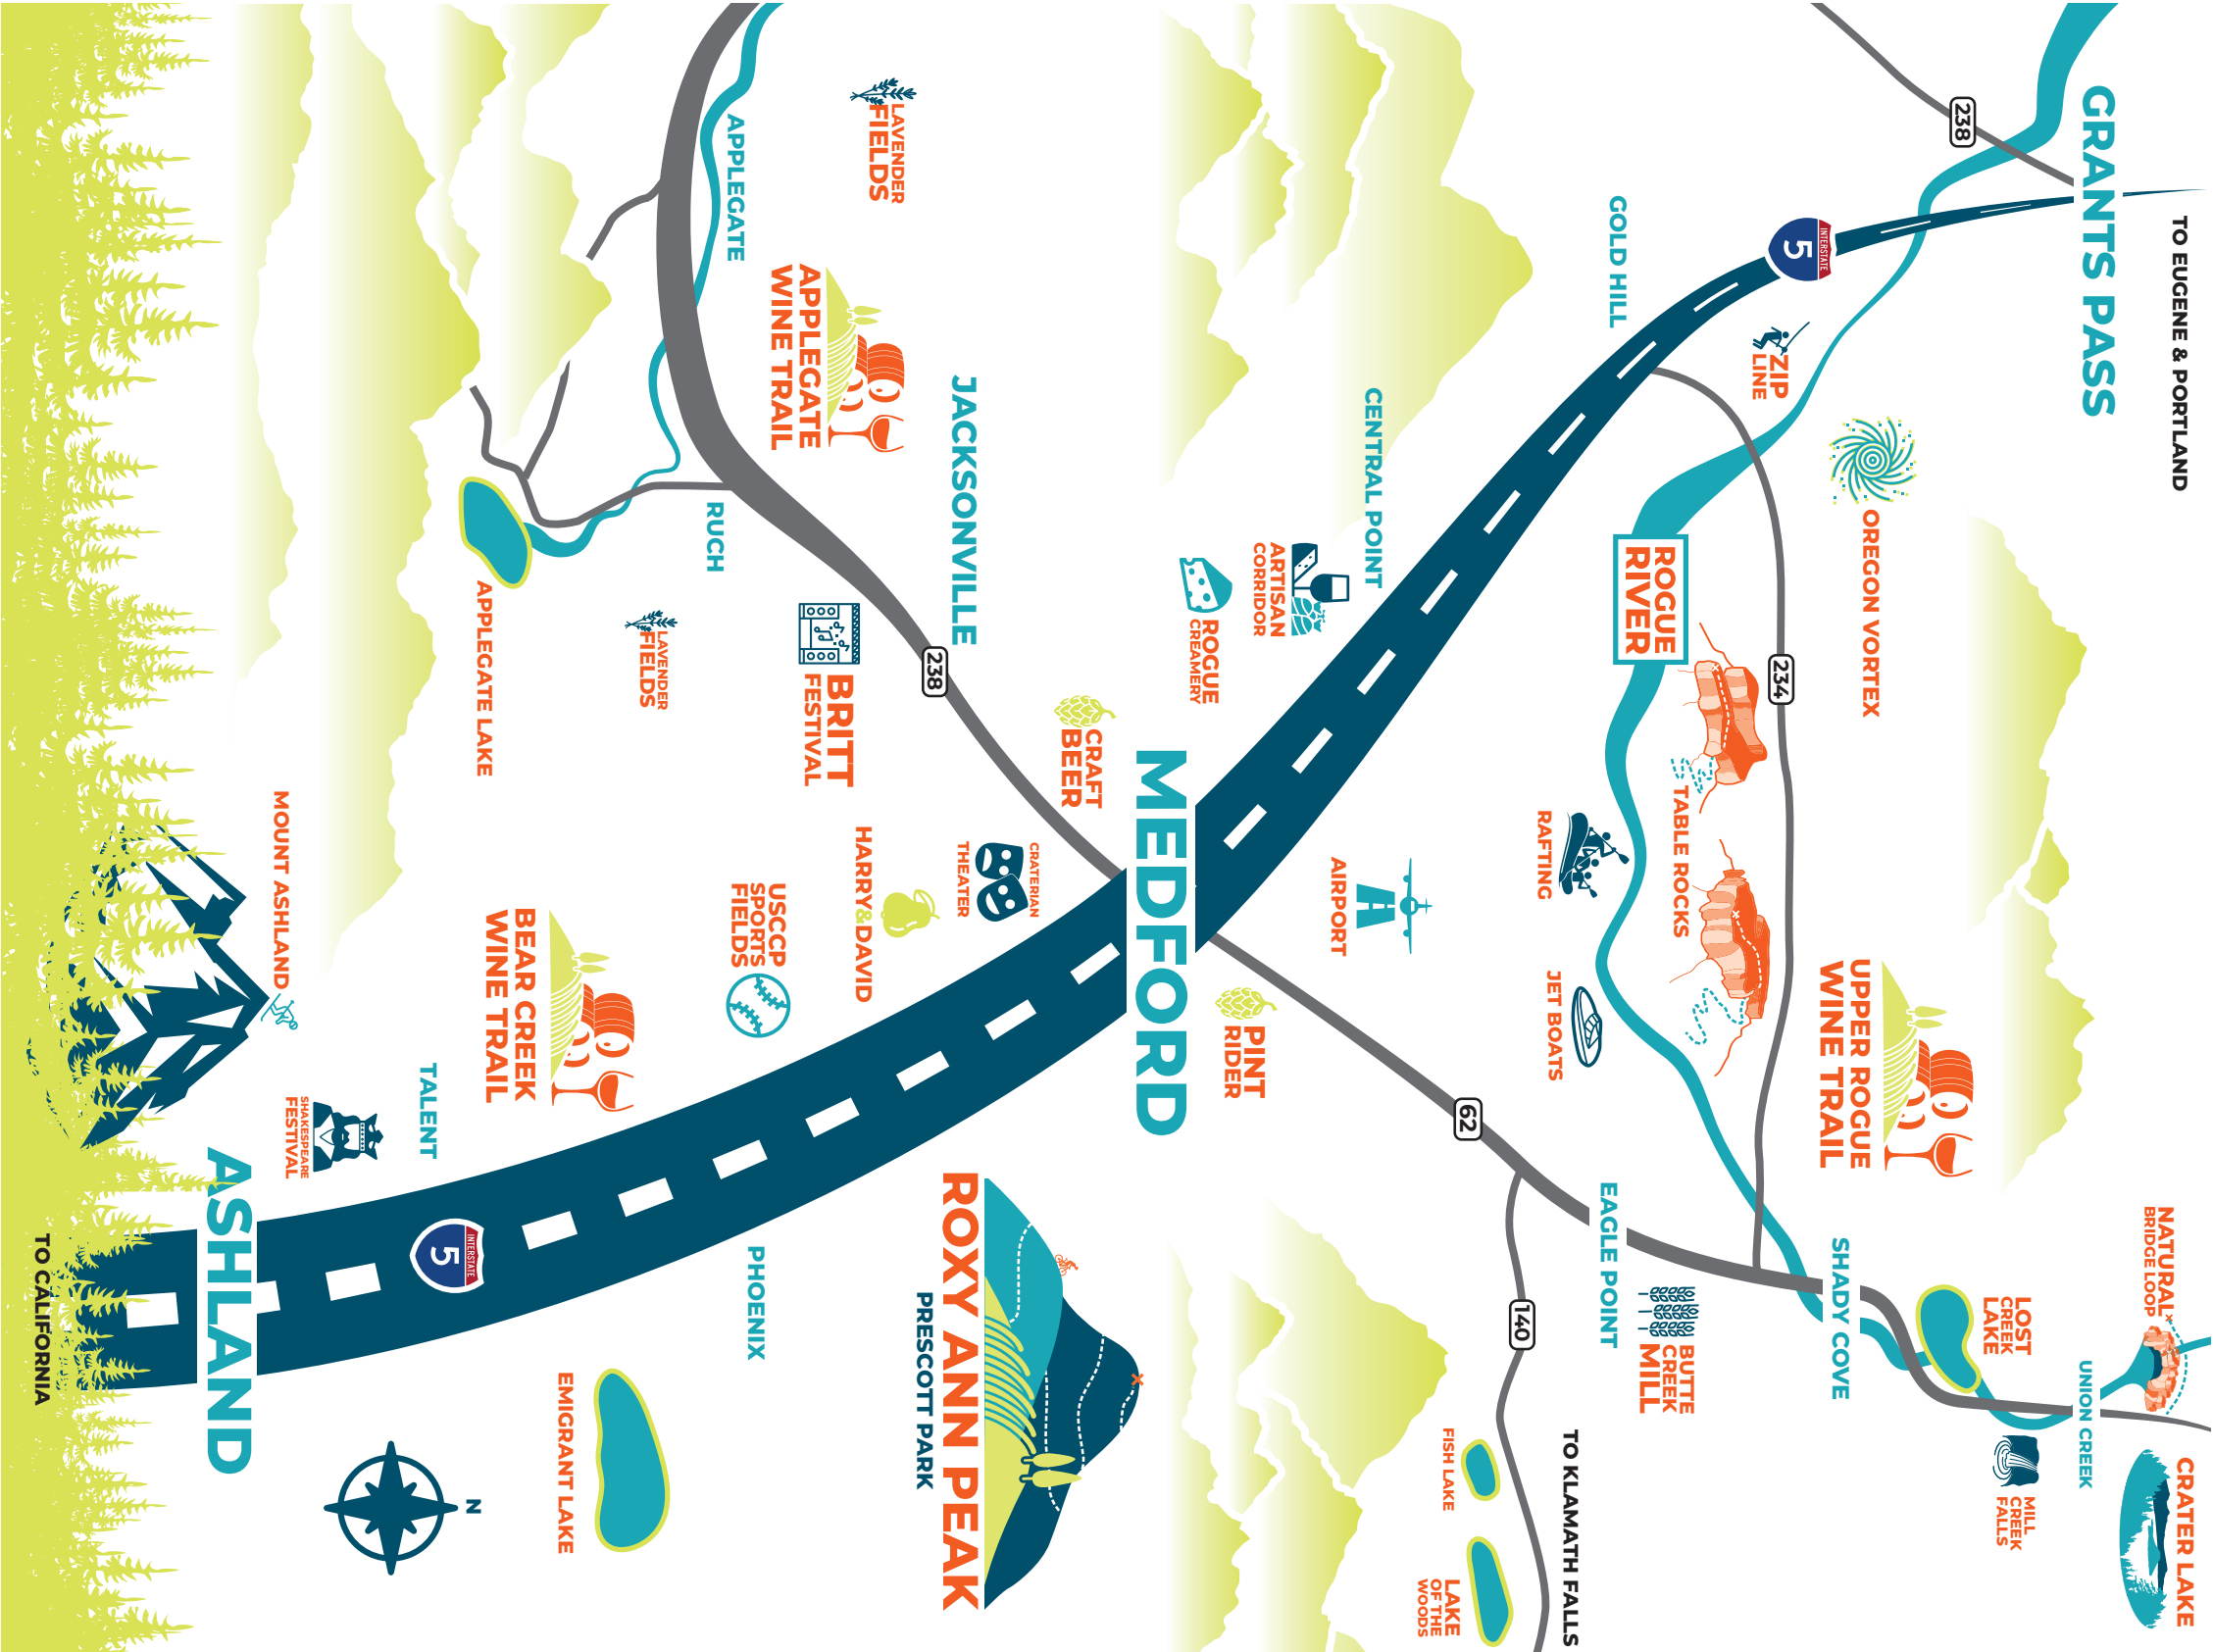 TO EUGENE & PORTLAND
GRANTS PASS
238
INTERSTATE
5
ZIP
LINE
GOLD HILL
OREGON VORTEX
ROGUE
RIVER
234
TABLE ROCKS
RAFTING
JET BOATS
UPPER ROGUE
WINE TRAIL
NATURAL
BRIDGE LOOP
CRATER LAKE
UNION CREEK
LOST
CREEK
LAKE
MILL
CREEK
FALLS
SHADY COVE
BUTTE
CREEK
MILL
EAGLE POINT
TO KLAMATH FALLS
140
62
FISH LAKE
LAKE
OF THE
WOODS
CENTRAL POINT
ARTISAN
CORRIDOR
ROGUE
CREAMERY
AIRPORT
PINT
RIDER
MEDFORD
CRAFT
BEER
CRATERIAN
THEATER
JACKSONVILLE
238
LAVENDER
FIELDS
APPLEGATE
WINE TRAIL
BRITT
FESTIVAL
HARRY&DAVID
ROXY ANN PEAK
PRESCOTT PARK
APPLEGATE
RUCH
USCCP
SPORTS
FIELDS
PHOENIX
LAVENDER
FIELDS
BEAR CREEK
WINE TRAIL
EMIGRANT LAKE
APPLEGATE LAKE
TALENT
INTERSTATE
5
N
MOUNT ASHLAND
SHAKESPEARE
FESTIVAL
ASHLAND
TO CALIFORNIA